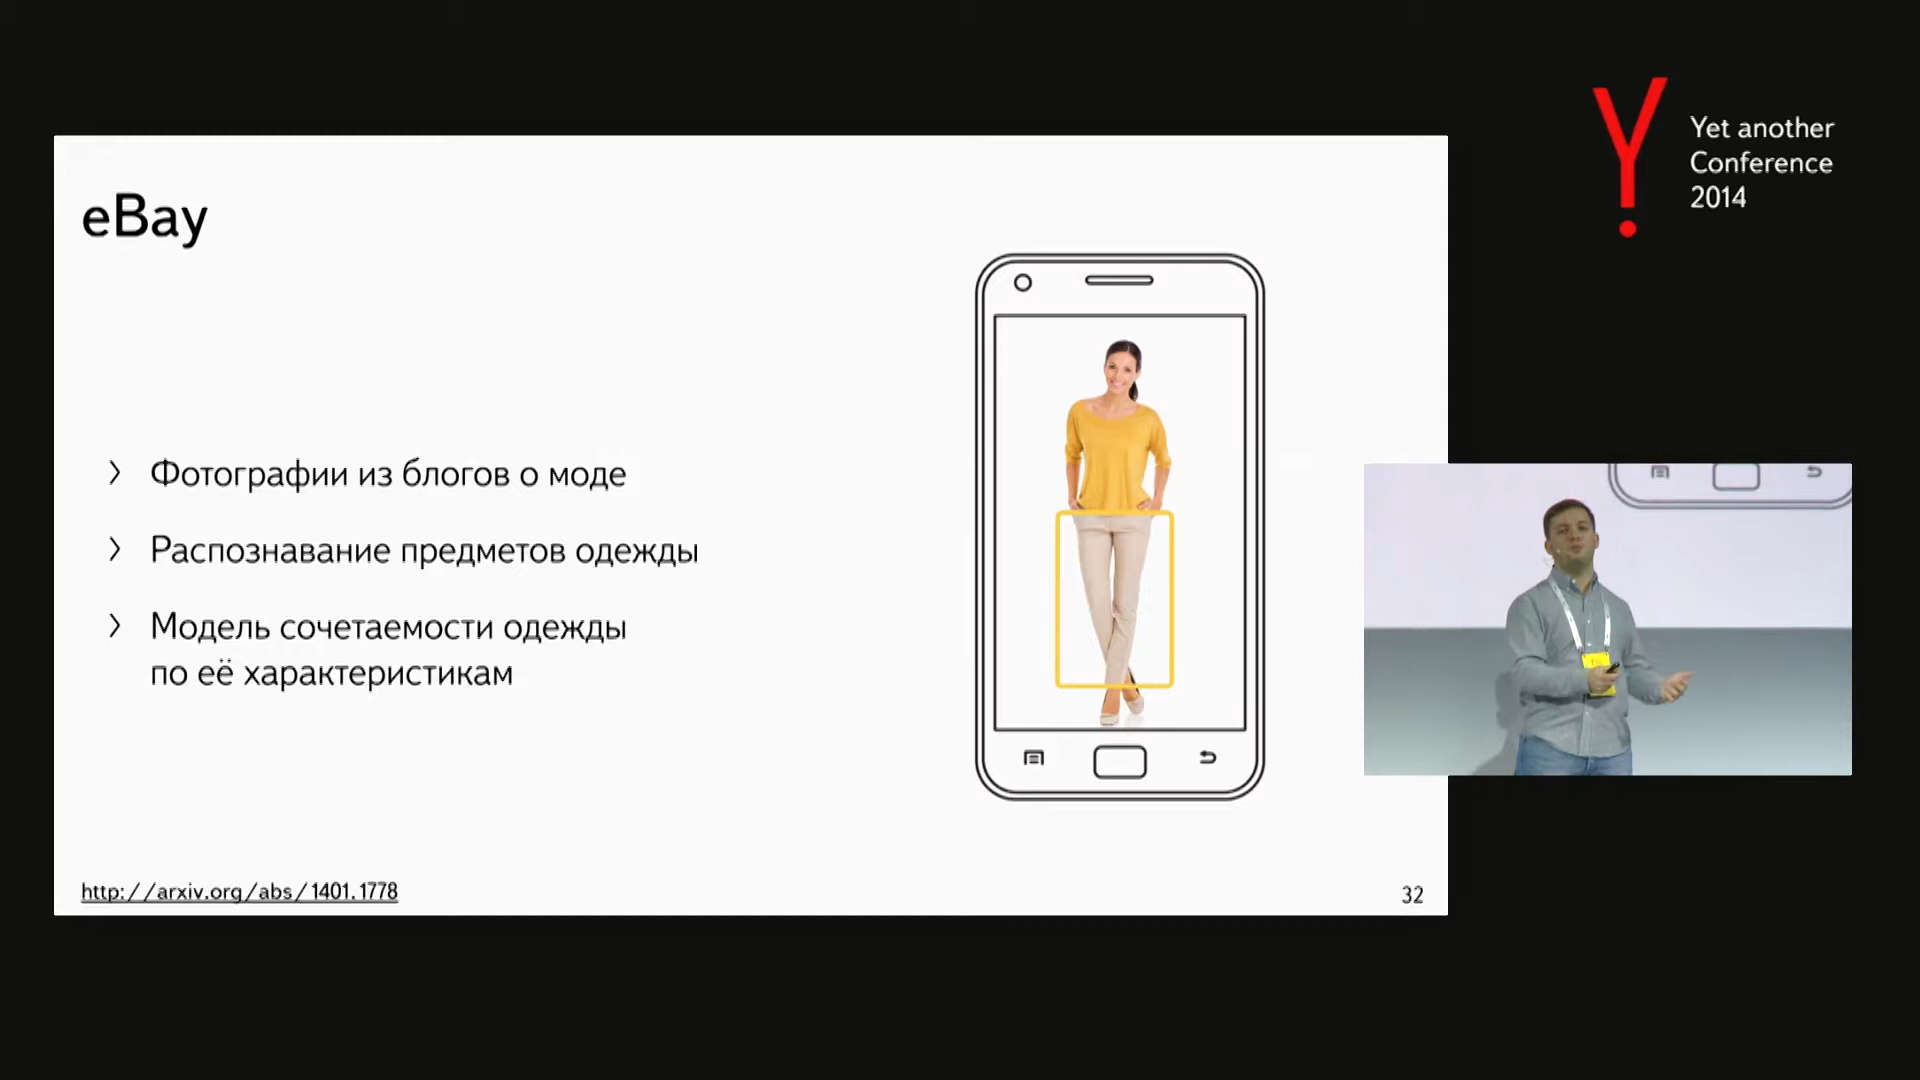 eBay
Фотографии из блогов о моде
Распознавание предметов одежды
Модель сочетаемости одежды
по её характеристикам
http://arxiv.org/abs/1401.1778
32
Yet another
Conference
2014